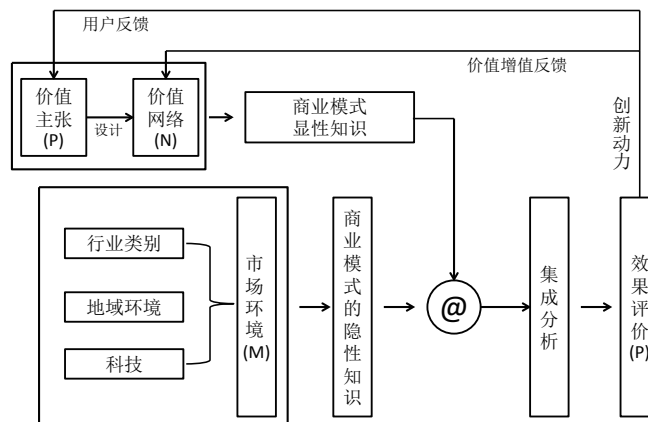 用户反馈
价值增值反馈
价值
主张
(P)
设计
价值
网络
(N)
商业模式
显性知识
创新动力
行业类别
地域环境
科技
市场环境(M)
商业模式的隐性知识
@
集成分析
效果评价(P)